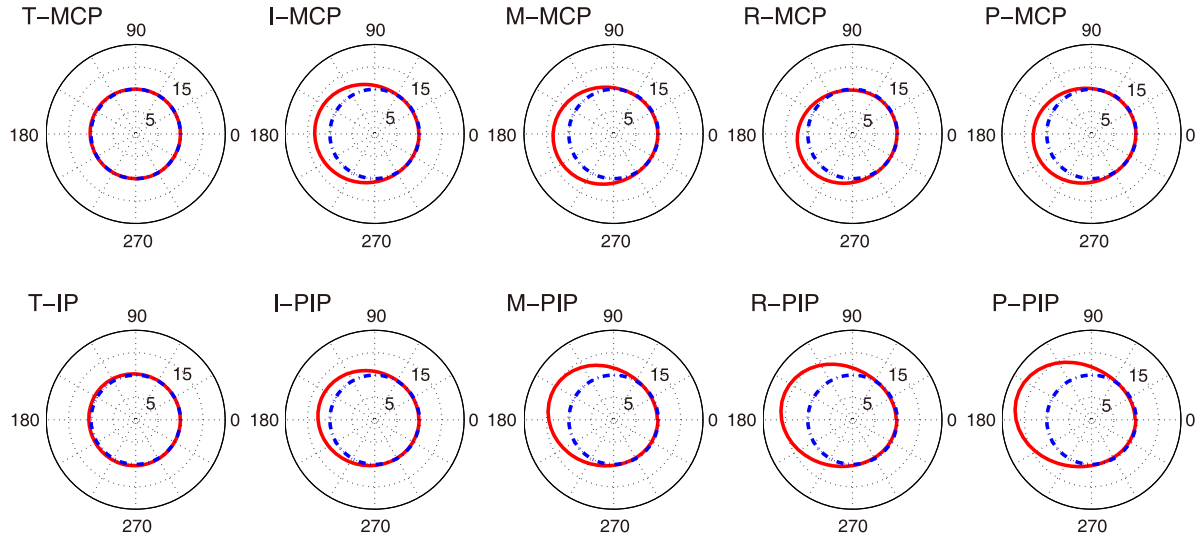 T−MCP I−MCP M−MCP R−MCP P−MCP
90 90 90 90 90
15 15 15 15 15
5 5 5 5 5
180 0 180 0 180 0 180 0 180 0
270 270 270 270 270
T−IP I−PIP M−PIP R−PIP P−PIP
90 90 90 90 90
15 15 15 15 15
5 5 5 5 5
180 0 180 0 180 0 180 0 180 0
270 270 270 270 270